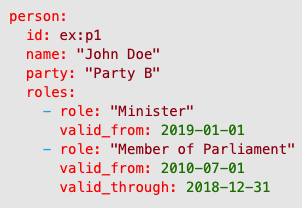 person:
  id: ex:p1
  name: "John Doe"
  party: "Party B"
  roles:
    - role: "Minister"
      valid_from: 2019-01-01
    - role: "Member of Parliament"
      valid_from: 2010-07-01
      valid_through: 2018-12-31